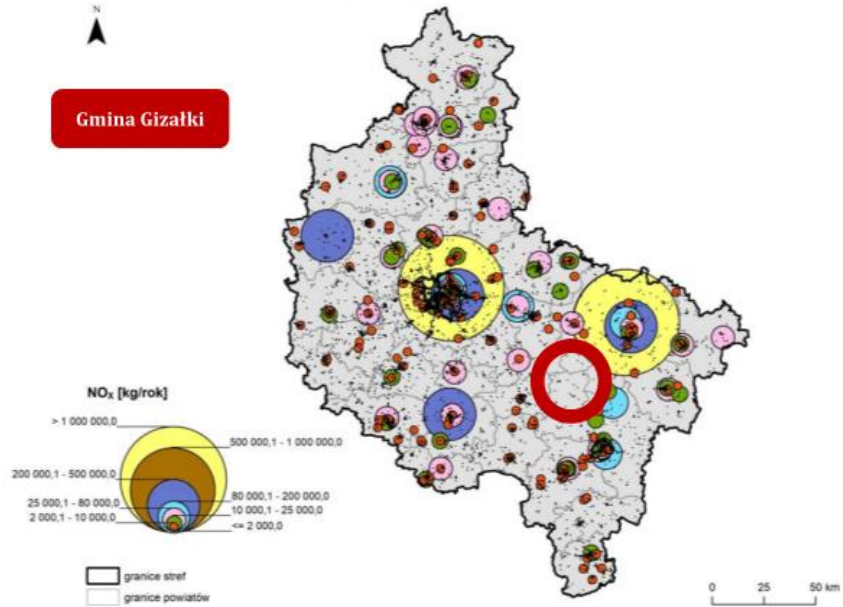 N
Gmina Gizałki
NOX [kg/rok]
> 1 000 000,0
500 000,1 - 1 000 000,0
200 000,1 - 500 000,0
80 000,1 - 200 000,0
25 000,1 - 80 000,0
10 000,1 - 25 000,0
2 000,1 - 10 000,0
<= 2 000,0
granice stref
granice powiatów
0 25 50 km